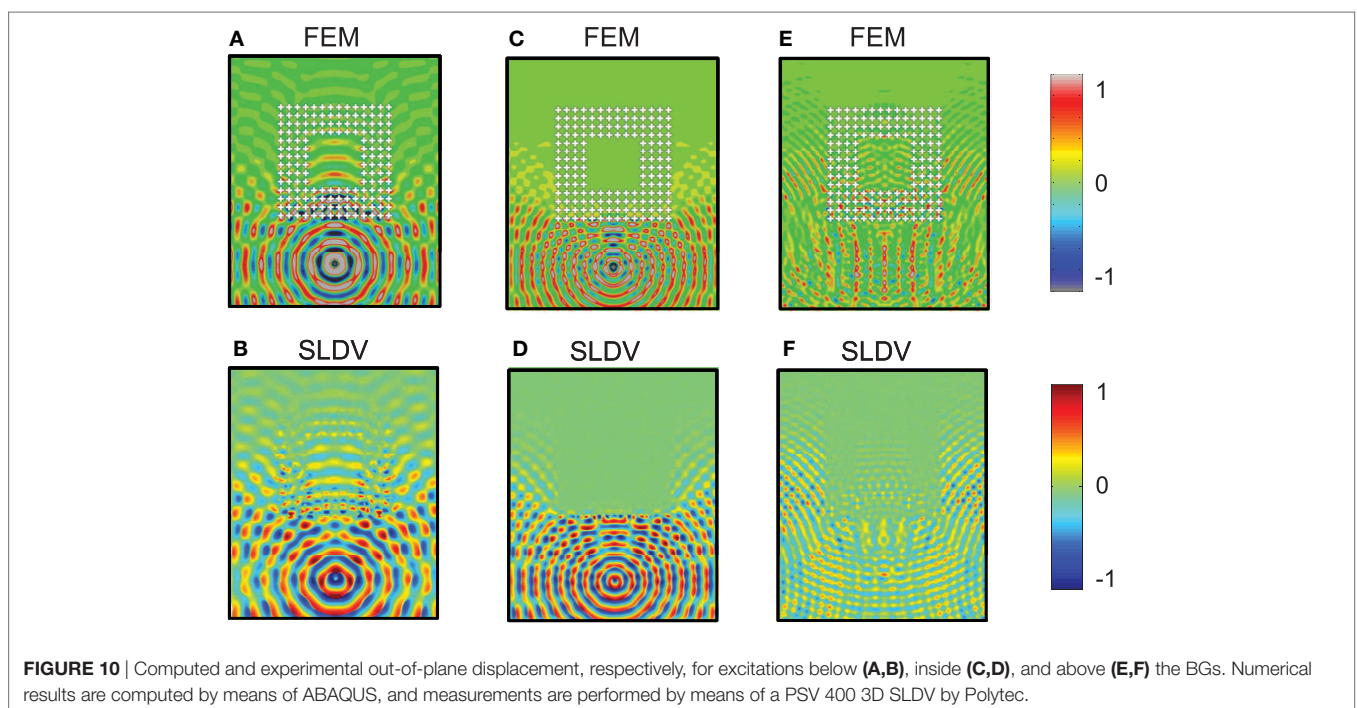 A FEM
C FEM
E FEM
1
0
-1
B SLDV
D SLDV
F SLDV
1
0
-1
FIGURE 10 | Computed and experimental out-of-plane displacement, respectively, for excitations below (A,B), inside (C,D), and above (E,F) the BGs. Numerical
results are computed by means of ABAQUS, and measurements are performed by means of a PSV 400 3D SLDV by Polytec.